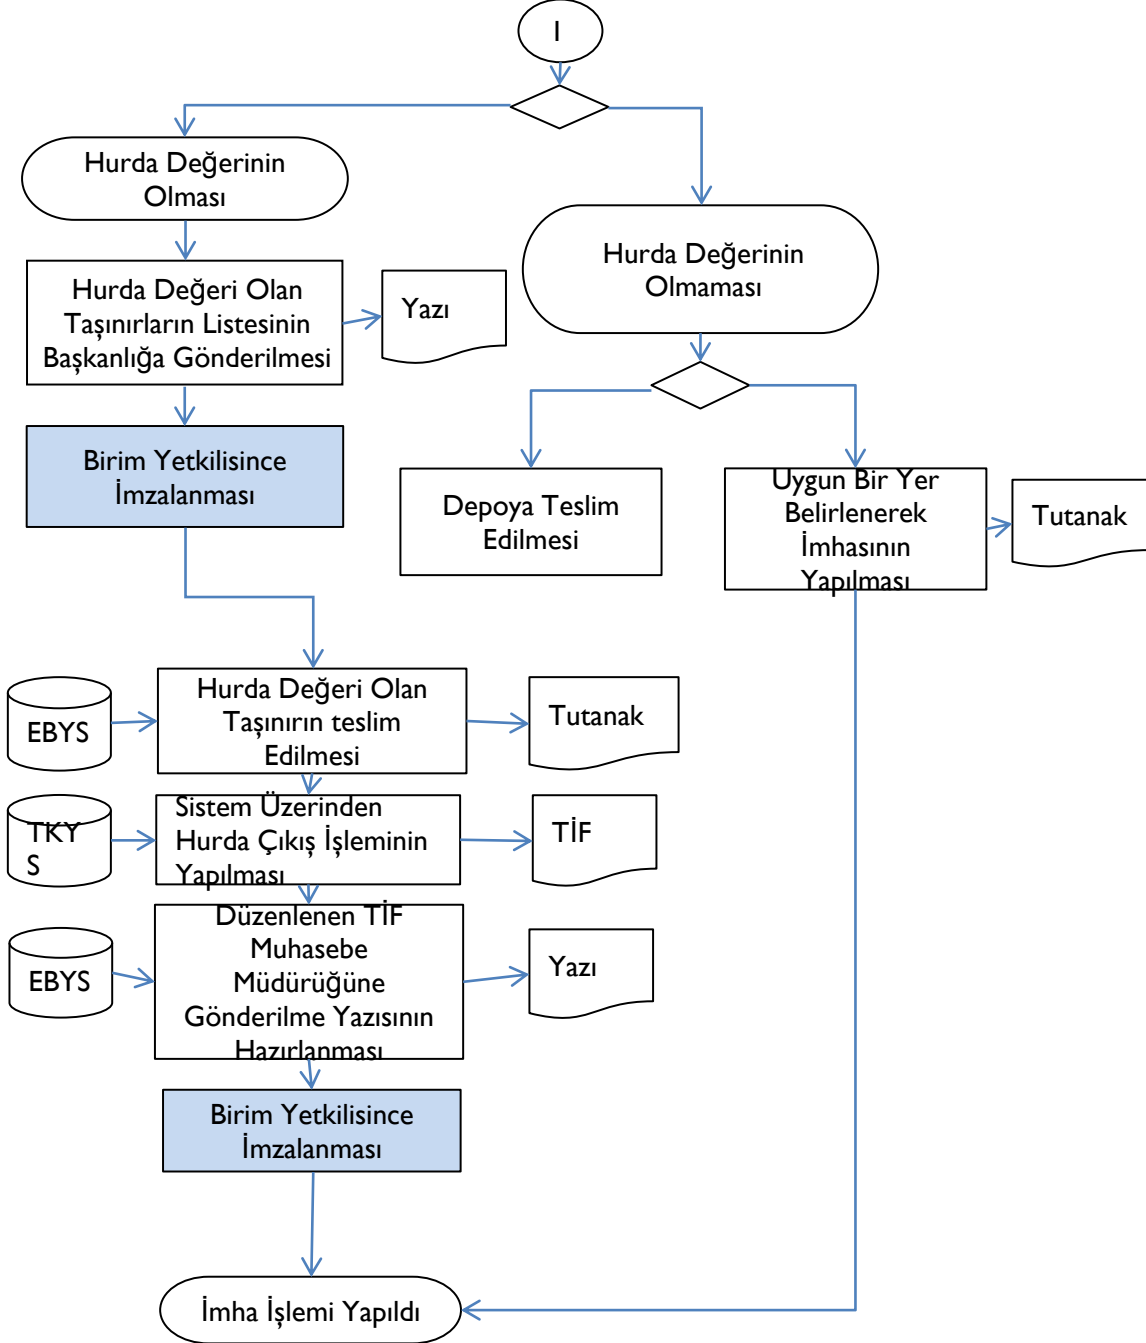 I
Hurda Değerinin
Olması
Hurda Değerinin
Olmaması
Hurda Değeri Olan
Taşınırların Listesinin
Başkanlığa Gönderilmesi
Yazı
Birim Yetkilisince
İmzalanması
Depoya Teslim
Edilmesi
Uygun Bir Yer
Belirlenerek
İmhasının
Yapılması
Tutanak
EBYS
Hurda Değeri Olan
Taşınırın teslim
Edilmesi
Tutanak
TKY
S
Sistem Üzerinden
Hurda Çıkış İşleminin
Yapılması
TİF
EBYS
Düzenlenen TİF
Muhasebe
Müdürüğüne
Gönderilme Yazısının
Hazırlanması
Yazı
Birim Yetkilisince
İmzalanması
İmha İşlemi Yapıldı